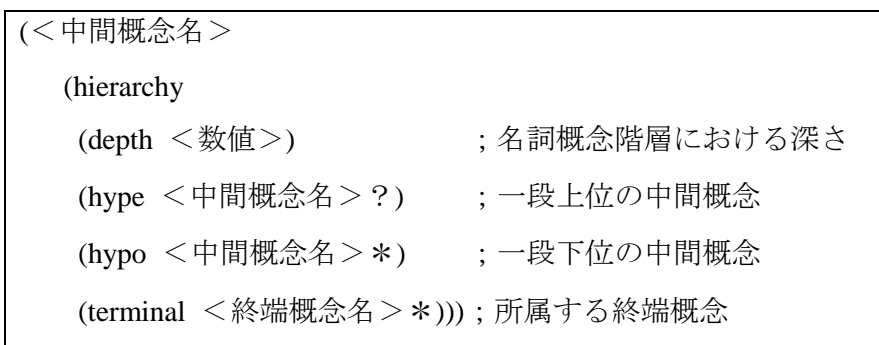 (<中間概念名>
(hierarchy
(depth <数値>) ;名詞概念階層における深さ
(hype <中間概念名>?) ;一段上位の中間概念
(hypo <中間概念名>*) ;一段下位の中間概念
(terminal <終端概念名>*))) ;所属する終端概念